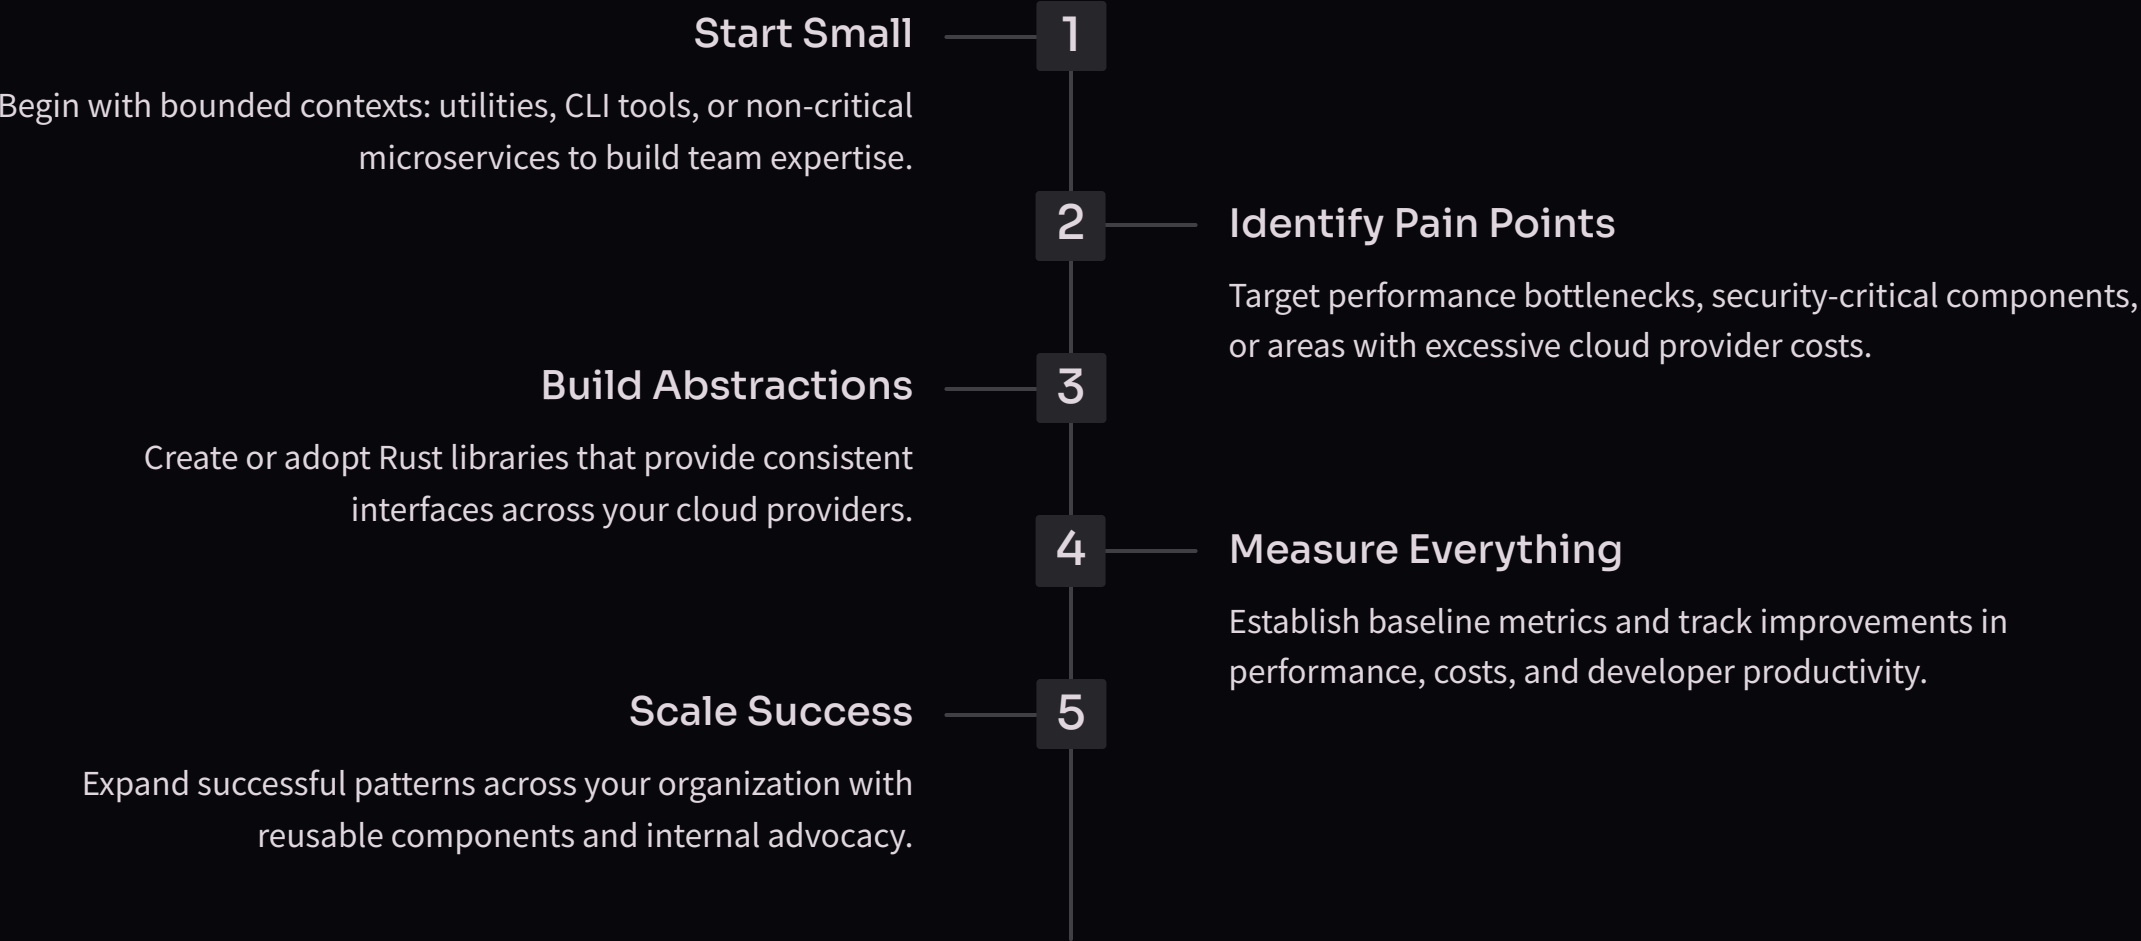 Start Small
1
Begin with bounded contexts: utilities, CLI tools, or non-critical
microservices to build team expertise.
2
Identify Pain Points
Target performance bottlenecks, security-critical components,
or areas with excessive cloud provider costs.
Build Abstractions
3
Create or adopt Rust libraries that provide consistent
interfaces across your cloud providers.
4
Measure Everything
Establish baseline metrics and track improvements in
performance, costs, and developer productivity.
Scale Success
5
Expand successful patterns across your organization with
reusable components and internal advocacy.